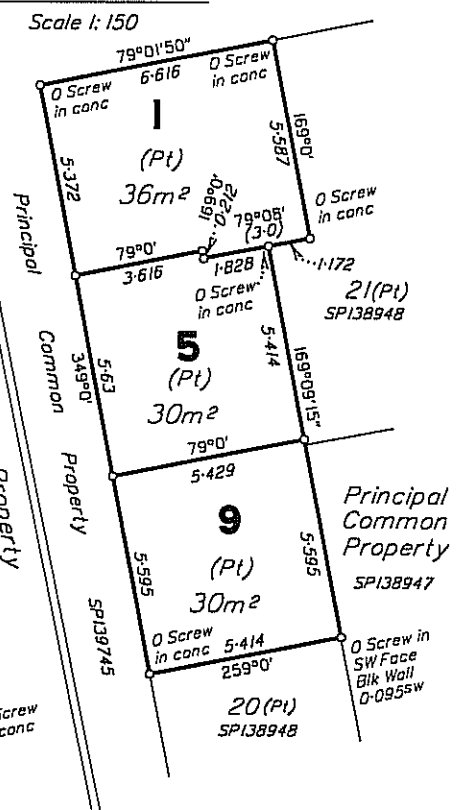 Scale 1: 150
79°01'50"
6·616
O Screw
in conc
O Screw
in conc
1
(Pt)
36m²
5·372
169°0'
5·587
169°0'
0·212
79°08'
(3·0)
O Screw
in conc
79°0'
3·616
1·828
O Screw
in conc
1·172
21(Pt)
SP138948
Principal
Common
Property
SP139745
349°0'
5·63
5
(Pt)
30m²
5·414
169°09'15"
79°0'
5·429
9
(Pt)
30m²
5·595
5·595
Principal
Common
Property
SP138947
O Screw
in conc
5·414
259°0'
O Screw in
SW Face
Blk Wall
0·095SW
20(Pt)
SP138948
Property
Screw
conc